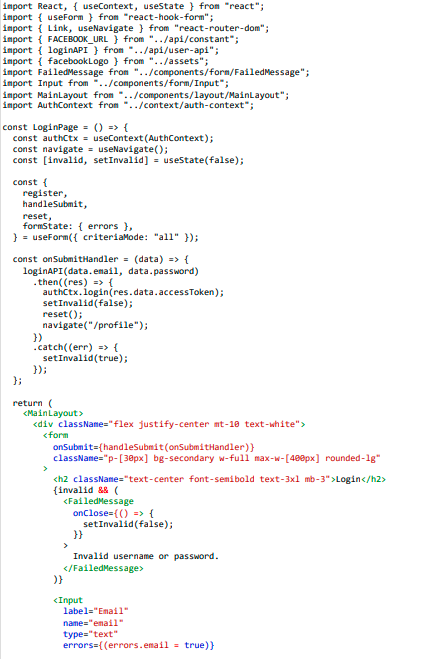 import React, { useContext, useState } from "react";
import { useForm } from "react-hook-form";
import { Link, useNavigate } from "react-router-dom";
import { FACEBOOK_URL } from "../api/constant";
import { loginAPI } from "../api/user-api";
import { facebookLogo } from "../assets";
import FailedMessage from "../components/form/FailedMessage";
import Input from "../components/form/Input";
import MainLayout from "../components/layout/MainLayout";
import AuthContext from "../context/auth-context";

const LoginPage = () => {
  const authCtx = useContext(AuthContext);
  const navigate = useNavigate();
  const [invalid, setInvalid] = useState(false);

  const {
    register,
    handleSubmit,
    reset,
    formState: { errors },
  } = useForm({ criteriaMode: "all" });

  const onSubmitHandler = (data) => {
    loginAPI(data.email, data.password)
      .then((res) => {
        authCtx.login(res.data.accessToken);
        setInvalid(false);
        reset();
        navigate("/profile");
      })
      .catch((err) => {
        setInvalid(true);
      });
  };

  return (
    <MainLayout>
      <div className="flex justify-center mt-10 text-white">
        <form
          onSubmit={handleSubmit(onSubmitHandler)}
          className="p-[30px] bg-secondary w-full max-w-[400px] rounded-lg"
        >
          <h2 className="text-center font-semibold text-3xl mb-3">Login</h2>
          {invalid && (
            <FailedMessage
              onClose={() => {
                setInvalid(false);
              }}
            >
              Invalid username or password.
            </FailedMessage>
          )}

          <Input
            label="Email"
            name="email"
            type="text"
            errors={(errors.email = true)}